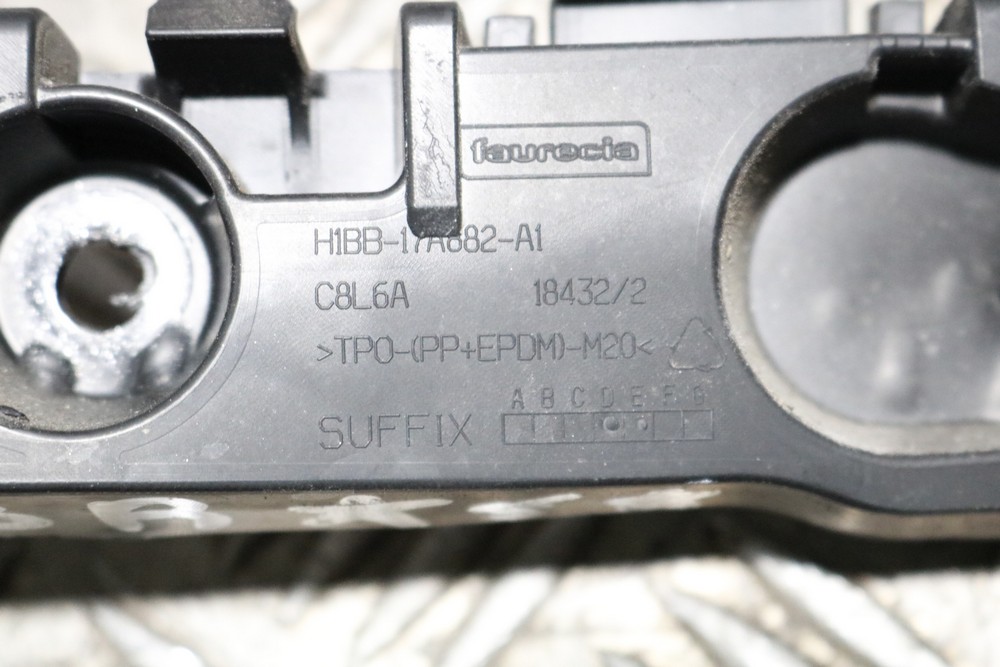 faurecia
H1BB-17A882-A1
C8L6A 18432/2
>TPO-(PP+EPDM)-M20<
A B C D E F G
SUFFIX